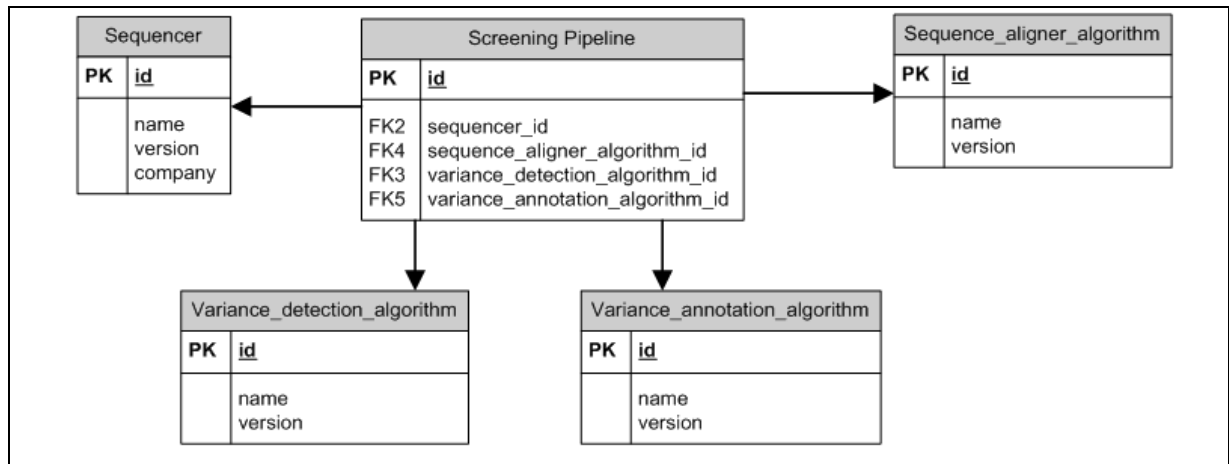 Sequencer
PK id
name
version
company
Screening Pipeline
PK id
FK2 sequencer_id
FK4 sequence_aligner_algorithm_id
FK3 variance_detection_algorithm_id
FK5 variance_annotation_algorithm_id
Sequence_aligner_algorithm
PK id
name
version
Variance_detection_algorithm
PK id
name
version
Variance_annotation_algorithm
PK id
name
version